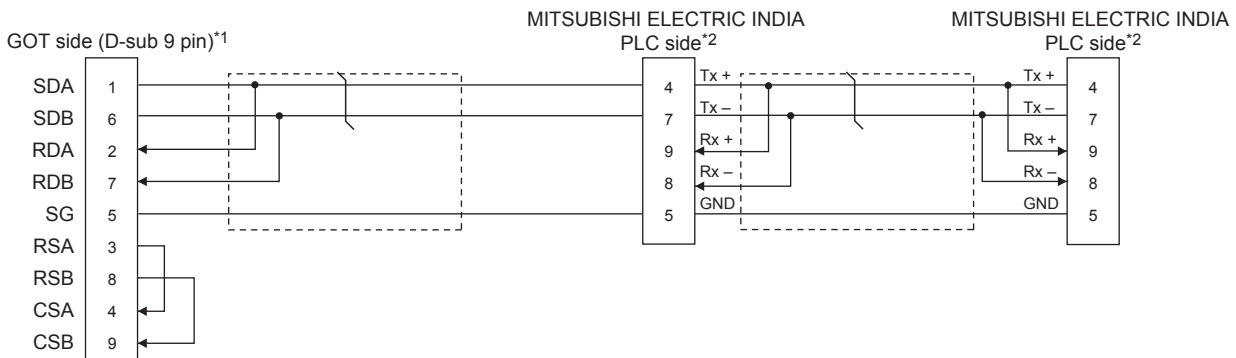 MITSUBISHI ELECTRIC INDIA
PLC side*2
MITSUBISHI ELECTRIC INDIA
PLC side*2
GOT side (D-sub 9 pin)*1
SDA 1 4 Tx + Tx + 4
SDB 6 7 Tx – Tx – 7
RDA 2 9 Rx + Rx + 9
RDB 7 8 Rx – Rx – 8
SG 5 5 GND GND 5
RSA 3
RSB 8
CSA 4
CSB 9